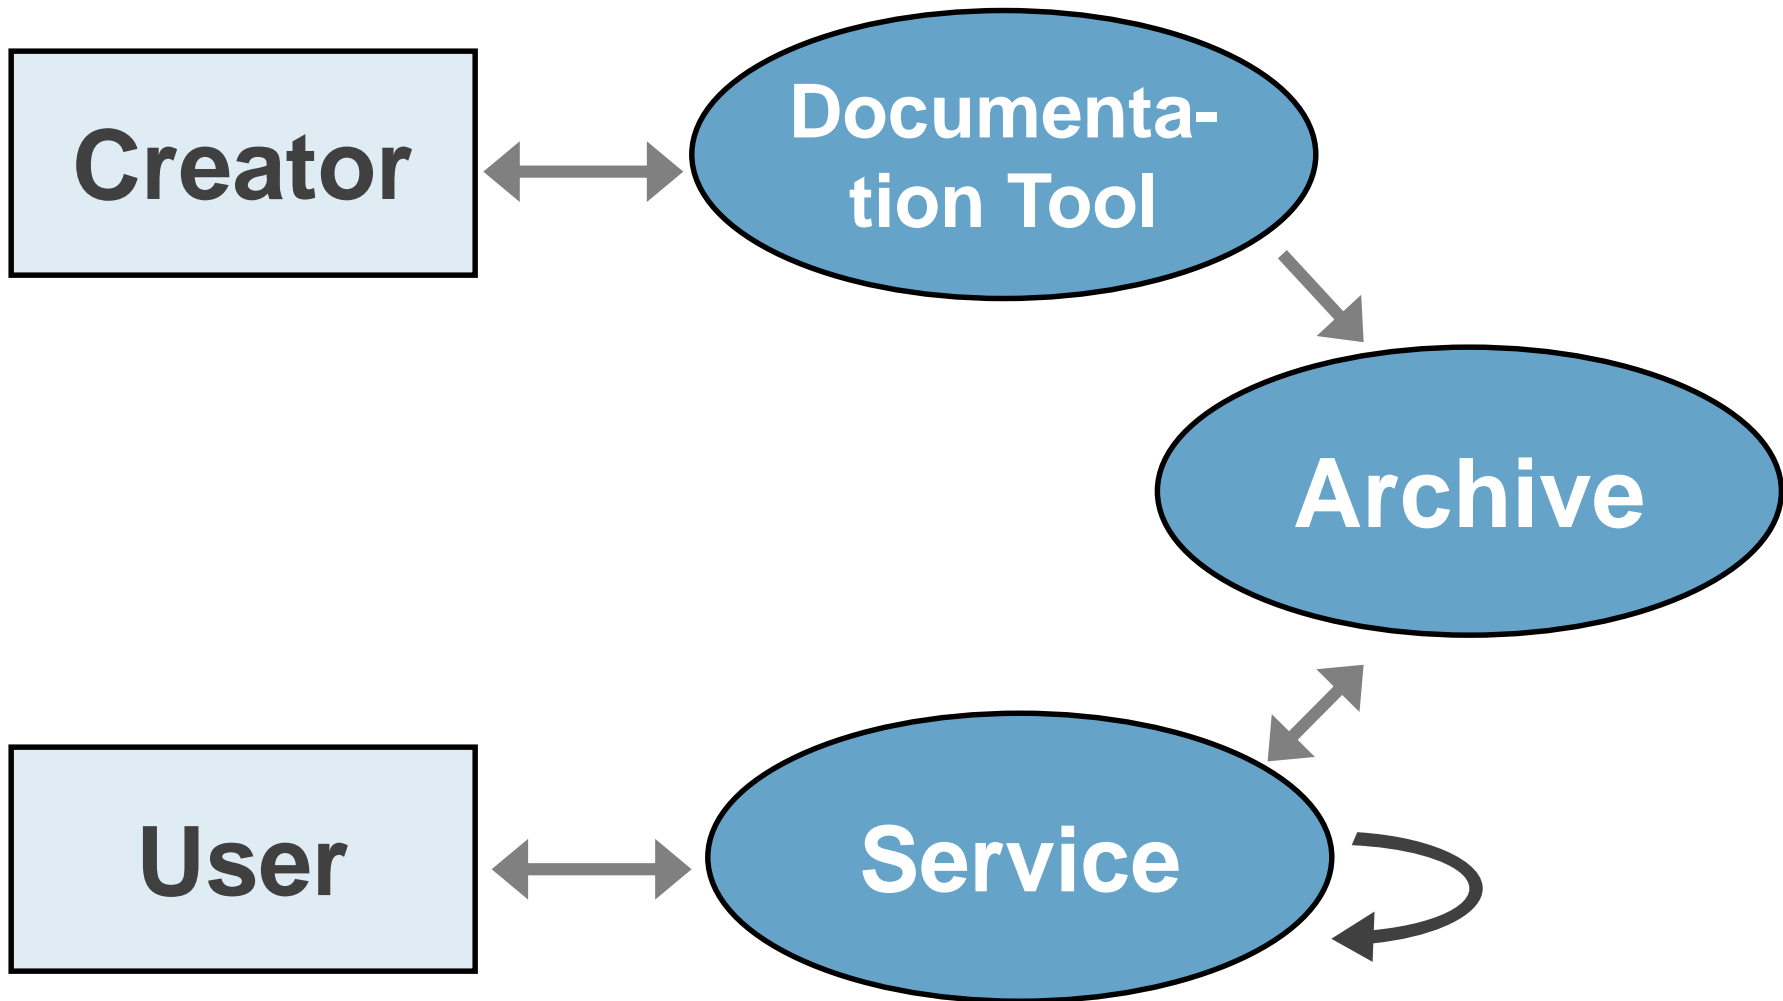 Creator
Documenta-
tion Tool
Archive
User
Service